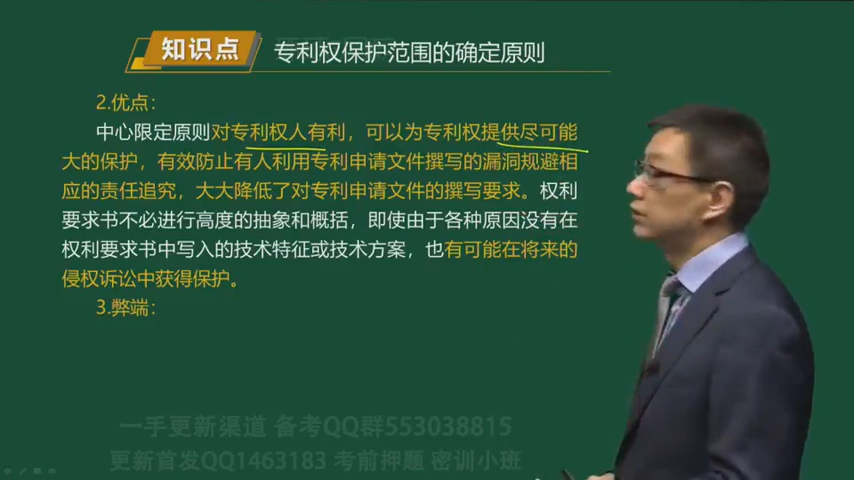 知识点 专利权保护范围的确定原则
2.优点：
中心限定原则对专利权人有利，可以为专利权提供尽可能
大的保护，有效防止有人利用专利申请文件撰写的漏洞规避相
应的责任追究，大大降低了对专利申请文件的撰写要求。权利
要求书不必进行高度的抽象和概括，即使由于各种原因没有在
权利要求书中写入的技术特征或技术方案，也有可能在将来的
侵权诉讼中获得保护。
3.弊端：
一手更新渠道 备考QQ群553038815
更新首发QQ1463183 考前押题 密训小班